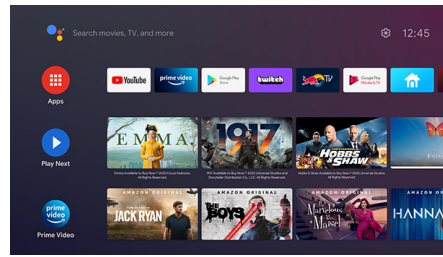 Search movies, TV, and more
12:45
YouTube
prime video
Google Play
Store
twitch
TV
Google Play
Movies & TV
Apps
EMMA.
1917
HOBBS
& SHAW
Play Next
AMAZON ORIGINAL
JACK RYAN
AMAZON ORIGINAL
THE BOYS
AMAZON ORIGINAL
Marvelous
Mrs. Maisel
AMAZON OR
HANNA
prime
video
Prime Video